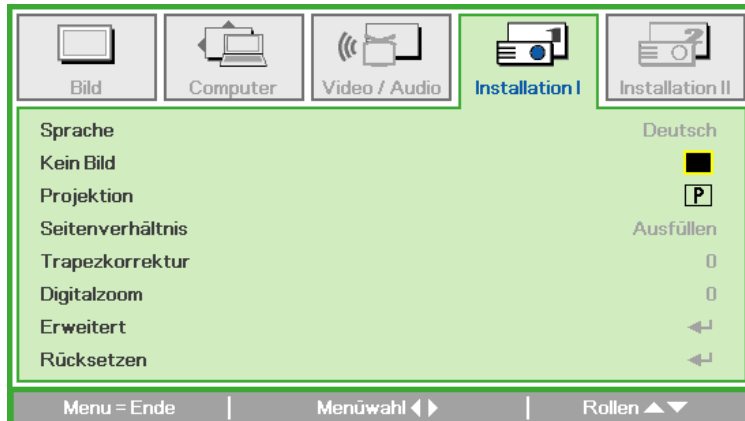 Bild
Computer
Video / Audio
Installation I
Installation II
Sprache Deutsch
Kein Bild
Projektion P
Seitenverhältnis Ausfüllen
Trapezkorrektur 0
Digitalzoom 0
Erweitert
Rücksetzen
Menu = Ende Menüwahl Rollen